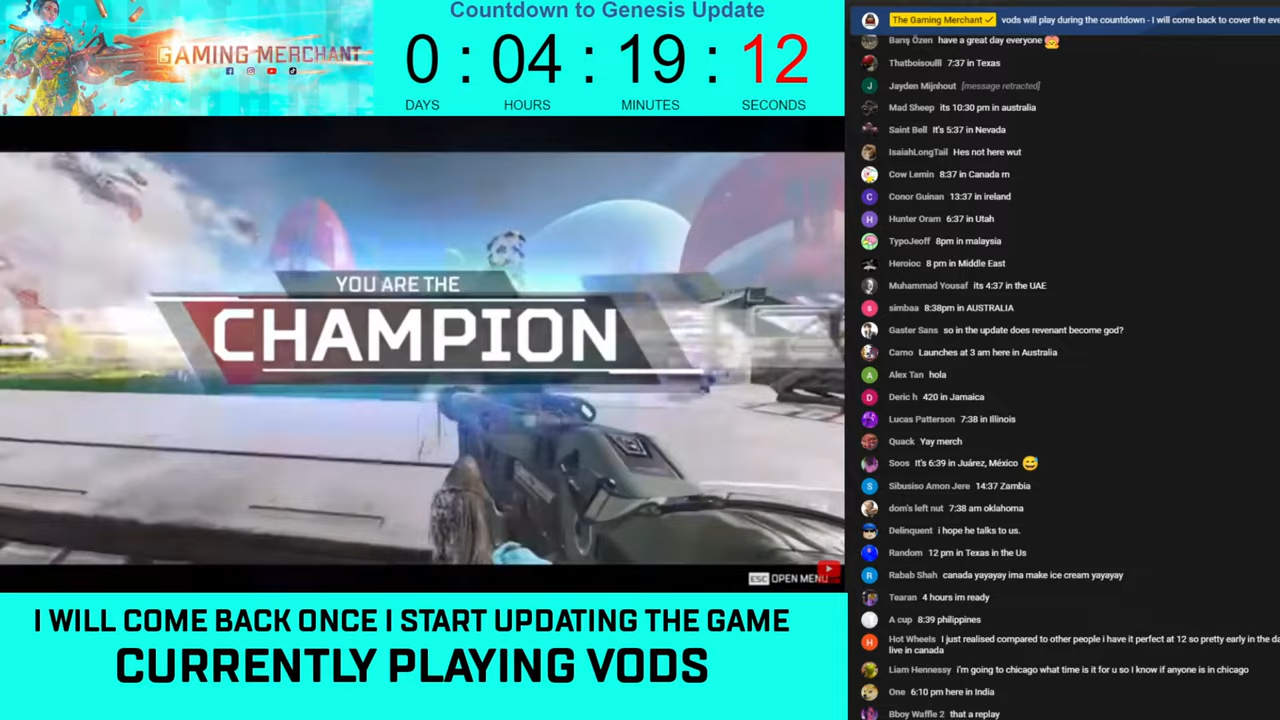 Countdown to Genesis Update
GAMING MERCHANT
0 : 04 : 19 : 12
DAYS HOURS MINUTES SECONDS
YOU ARE THE
CHAMPION
ESC OPEN MENU
I WILL COME BACK ONCE I START UPDATING THE GAME
CURRENTLY PLAYING VODS
The Gaming Merchant vods will play during the countdown - I will come back to cover the eve
Barış Özen have a great day everyone
Thatboisoulll 7:37 in Texas
J Jayden Mijnhout [message retracted]
Mad Sheep its 10:30 pm in australia
Saint Bell It's 5:37 in Nevada
IsaiahLongTail Hes not here wut
Cow Lemin 8:37 in Canada rn
C Conor Guinan 13:37 in ireland
H Hunter Oram 6:37 in Utah
TypoJeoff 8pm in malaysia
Heroioc 8 pm in Middle East
Muhammad Yousaf its 4:37 in the UAE
s simbaa 8:38pm in AUSTRALIA
Gaster Sans so in the update does revenant become god?
Camo Launches at 3 am here in Australia
A Alex Tan hola
D Deric h 420 in Jamaica
Lucas Patterson 7:38 in Illinois
Quack Yay merch
Soos It's 6:39 in Juárez, México
S Sibusiso Amon Jere 14:37 Zambia
dom's left nut 7:38 am oklahoma
Delinquent i hope he talks to us.
Random 12 pm in Texas in the Us
R Rabab Shah canada yayayay ima make ice cream yayayay
Tearan 4 hours im ready
A cup 8:39 philippines
H Hot Wheels I just realised compared to other people i have it perfect at 12 so pretty early in the da
live in canada
Liam Hennessy i'm going to chicago what time is it for u so I know if anyone is in chicago
One 6:10 pm here in India
Bboy Waffle 2 that a replay